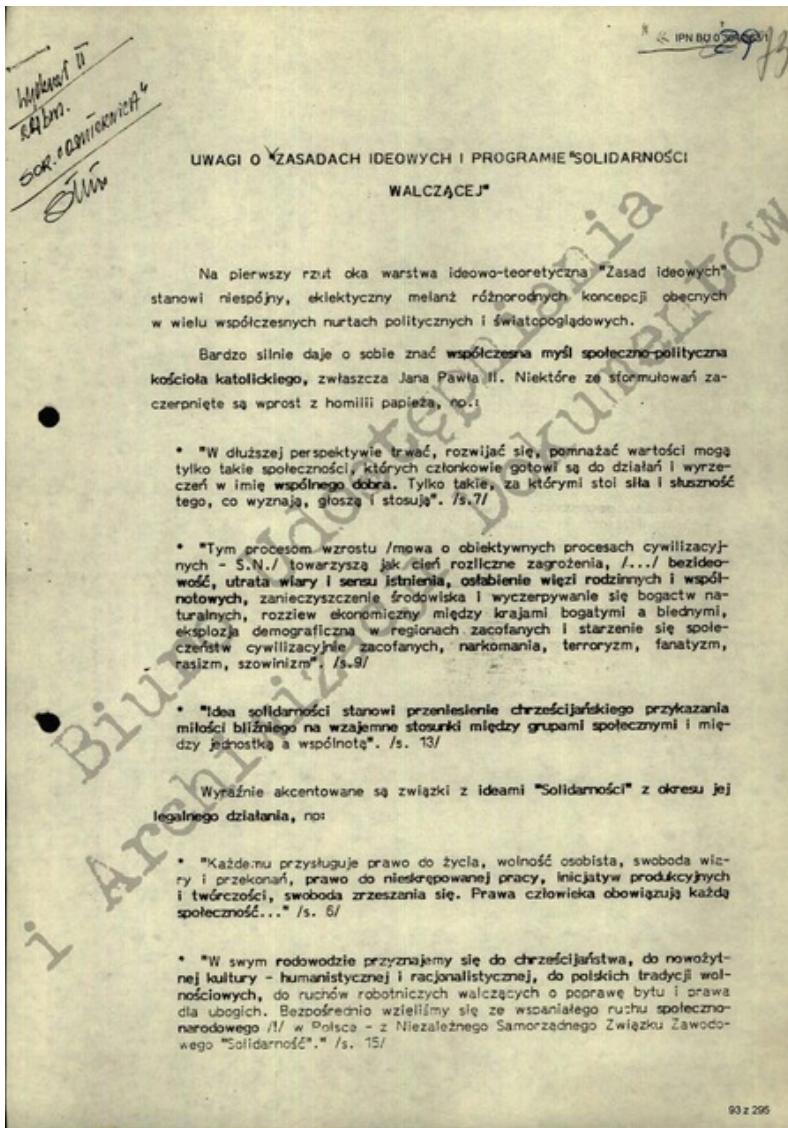 IPN BU 0
73
Wydział II
SOR. "OŚMIORNICA"
UWAGI O "ZASADACH IDEOWYCH I PROGRAMIE "SOLIDARNOŚCI
WALCZĄCEJ"
Na pierwszy rzut oka warstwa ideowo-teoretyczna "Zasad ideowych"
stanowi niespójny, eklektyczny melanż różnorodnych koncepcji obecnych
w wielu współczesnych nurtach politycznych i światopoglądowych.
Bardzo silnie daje o sobie znać współczesna myśl społeczno-polityczna
kościoła katolickiego, zwłaszcza Jana Pawła II. Niektóre ze sformułowań za-
czerpnięte są wprost z homilii papieża, np.:
* "W dłuższej perspektywie trwać, rozwijać się, pomnażać wartości mogą
tylko takie społeczności, których członkowie gotowi są do działań i wyrze-
czeń w imię wspólnego dobra. Tylko takie, za którymi stoi siła i słuszność
tego, co wyznają, głoszą i stosują". /s.7/
* "Tym procesom wzrostu /mowa o obiektywnych procesach cywilizacyj-
nych - S.N./ towarzyszą jak cień rozliczne zagrożenia, /.../ bezideo-
wość, utrata wiary i sensu istnienia, osłabienie więzi rodzinnych i wspól-
notowych, zanieczyszczenie środowiska i wyczerpywanie się bogactw na-
turalnych, rozziew ekonomiczny między krajami bogatymi a biednymi,
eksplozja demograficzna w regionach zacofanych i starzenie się społe-
czeństw cywilizacyjnie zacofanych, narkomania, terroryzm, fanatyzm,
rasizm, szowinizm". /s.9/
* "Idea solidarności stanowi przeniesienie chrześcijańskiego przykazania
miłości bliźniego na wzajemne stosunki między grupami społecznymi i mię-
dzy jednostką a wspólnotą". /s. 13/
Wyraźnie akcentowane są związki z ideami "Solidarności" z okresu jej
legalnego działania, np:
* "Każdemu przysługuje prawo do życia, wolność osobista, swoboda wia-
ry i przekonań, prawo do nieskrępowanej pracy, inicjatyw produkcyjnych
i twórczości, swoboda zrzeszania się. Prawa człowieka obowiązują każdą
społeczność..." /s. 6/
* "W swym rodowodzie przyznajemy się do chrześcijaństwa, do nowożyt-
nej kultury - humanistycznej i racjonalistycznej, do polskich tradycji wol-
nościowych, do ruchów robotniczych walczących o poprawę bytu i prawa
dla ubogich. Bezpośrednio wzięliśmy się ze wspaniałego ruchu społeczno-
narodowego /!/ w Polsce - z Niezależnego Samorządnego Związku Zawodo-
wego "Solidarność"." /s. 15/
Biuro Udostępniania
i Archiwizacji Dokumentów
93 z 295